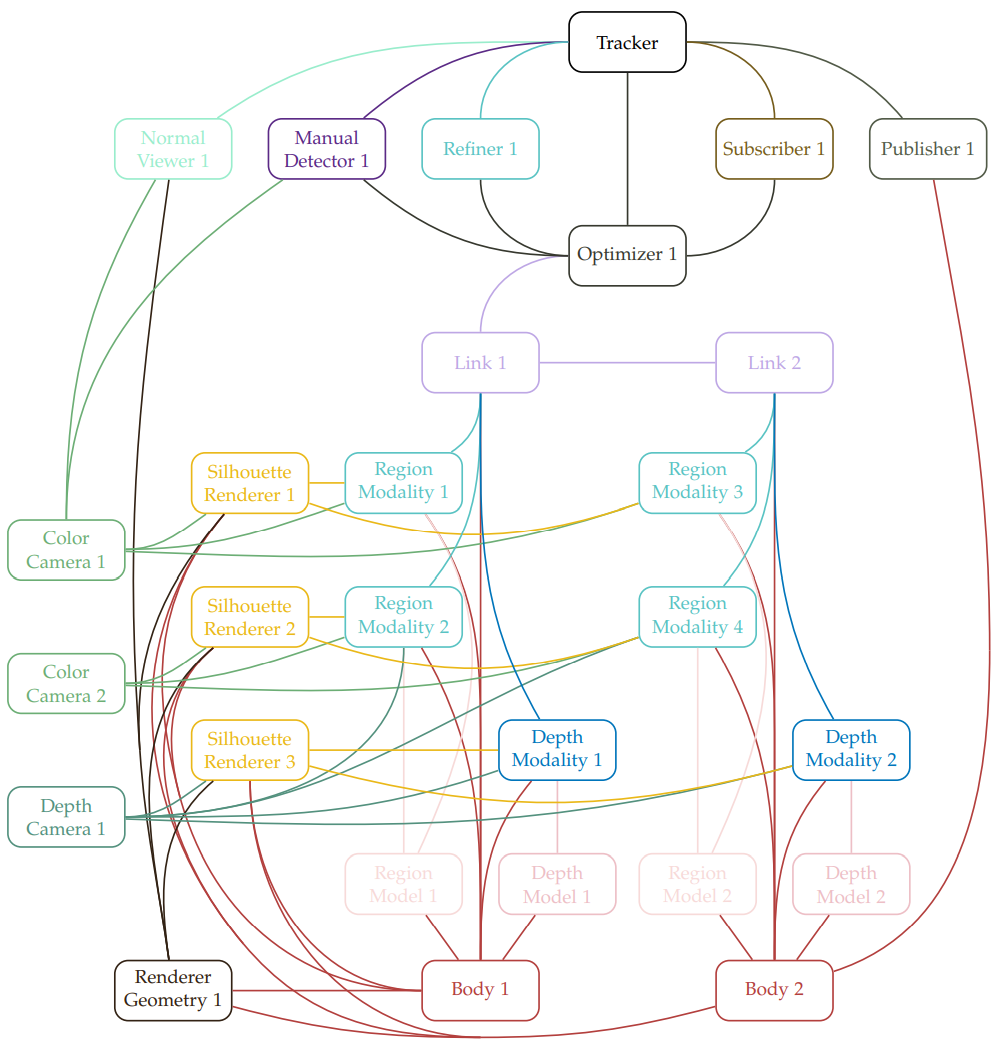 Tracker
Normal
Viewer 1
Manual
Detector 1
Refiner 1
Subscriber 1
Publisher 1
Optimizer 1
Link 1
Link 2
Silhouette
Renderer 1
Region
Modality 1
Region
Modality 3
Color
Camera 1
Silhouette
Renderer 2
Region
Modality 2
Region
Modality 4
Color
Camera 2
Silhouette
Renderer 3
Depth
Modality 1
Depth
Modality 2
Depth
Camera 1
Region
Model 1
Depth
Model 1
Region
Model 2
Depth
Model 2
Renderer
Geometry 1
Body 1
Body 2